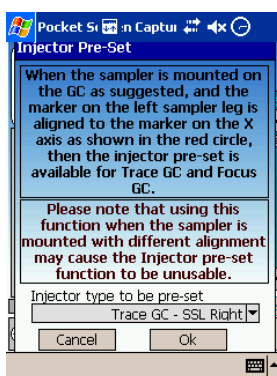 Pocket Sc n Captur
Injector Pre-Set
When the sampler is mounted on
the GC as suggested, and the
marker on the left sampler leg is
aligned to the marker on the X
axis as shown in the red circle,
then the injector pre-set is
available for Trace GC and Focus
GC.
Please note that using this
function when the sampler is
mounted with different alignment
may cause the Injector pre-set
function to be unusable.
Injector type to be pre-set
Trace GC - SSL Right
Cancel Ok